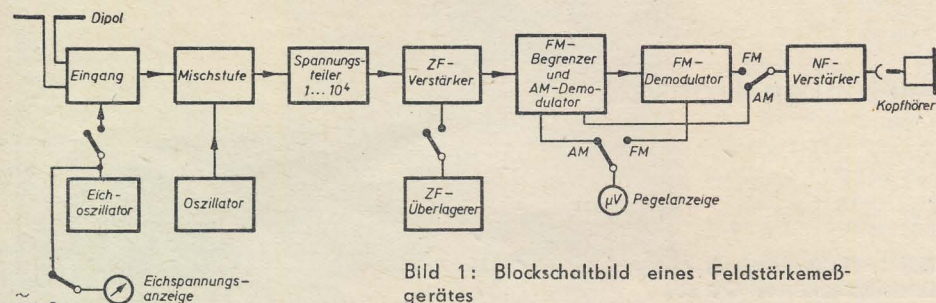 Dipol
Eingang
Mischstufe
Spannungs-
teiler
1... 10⁴
ZF-
Verstärker
FM-
Begrenzer
und
AM-Demo-
dulator
FM-
Demodulator
FM
AM
NF-
Verstärker
Kopfhörer
Eich-
oszillator
Oszillator
ZF-
Überlagerer
AM
FM
µV
Pegelanzeige
Eichspannungs-
anzeige
~
Bild 1: Blockschaltbild eines Feldstärkemeß-
gerätes